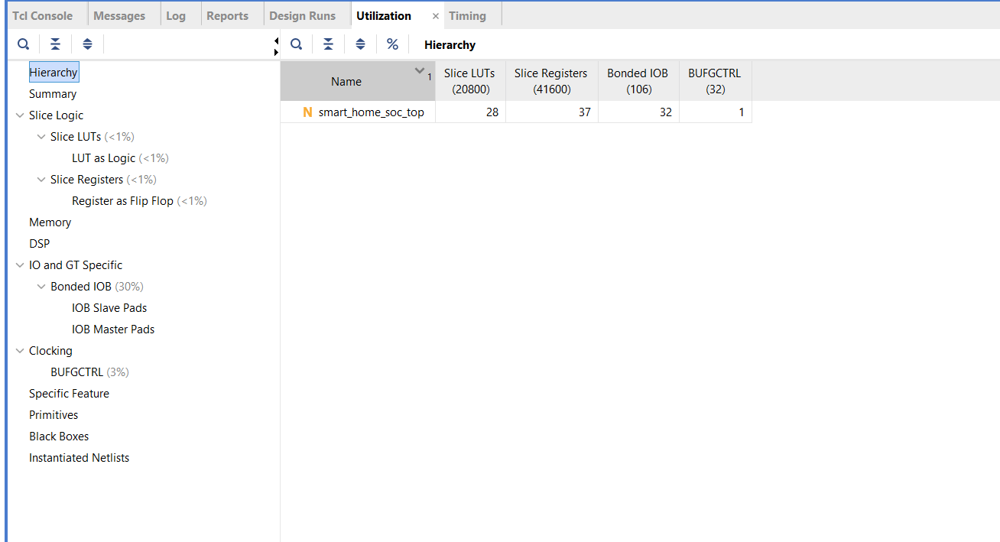 Tcl Console Messages Log Reports Design Runs Utilization × Timing
% Hierarchy
Hierarchy
Summary
Slice Logic
Slice LUTs (<1%)
LUT as Logic (<1%)
Slice Registers (<1%)
Register as Flip Flop (<1%)
Memory
DSP
IO and GT Specific
Bonded IOB (30%)
IOB Slave Pads
IOB Master Pads
Clocking
BUFGCTRL (3%)
Specific Feature
Primitives
Black Boxes
Instantiated Netlists
Name 1 Slice LUTs (20800) Slice Registers (41600) Bonded IOB (106) BUFGCTRL (32)
N smart_home_soc_top 28 37 32 1